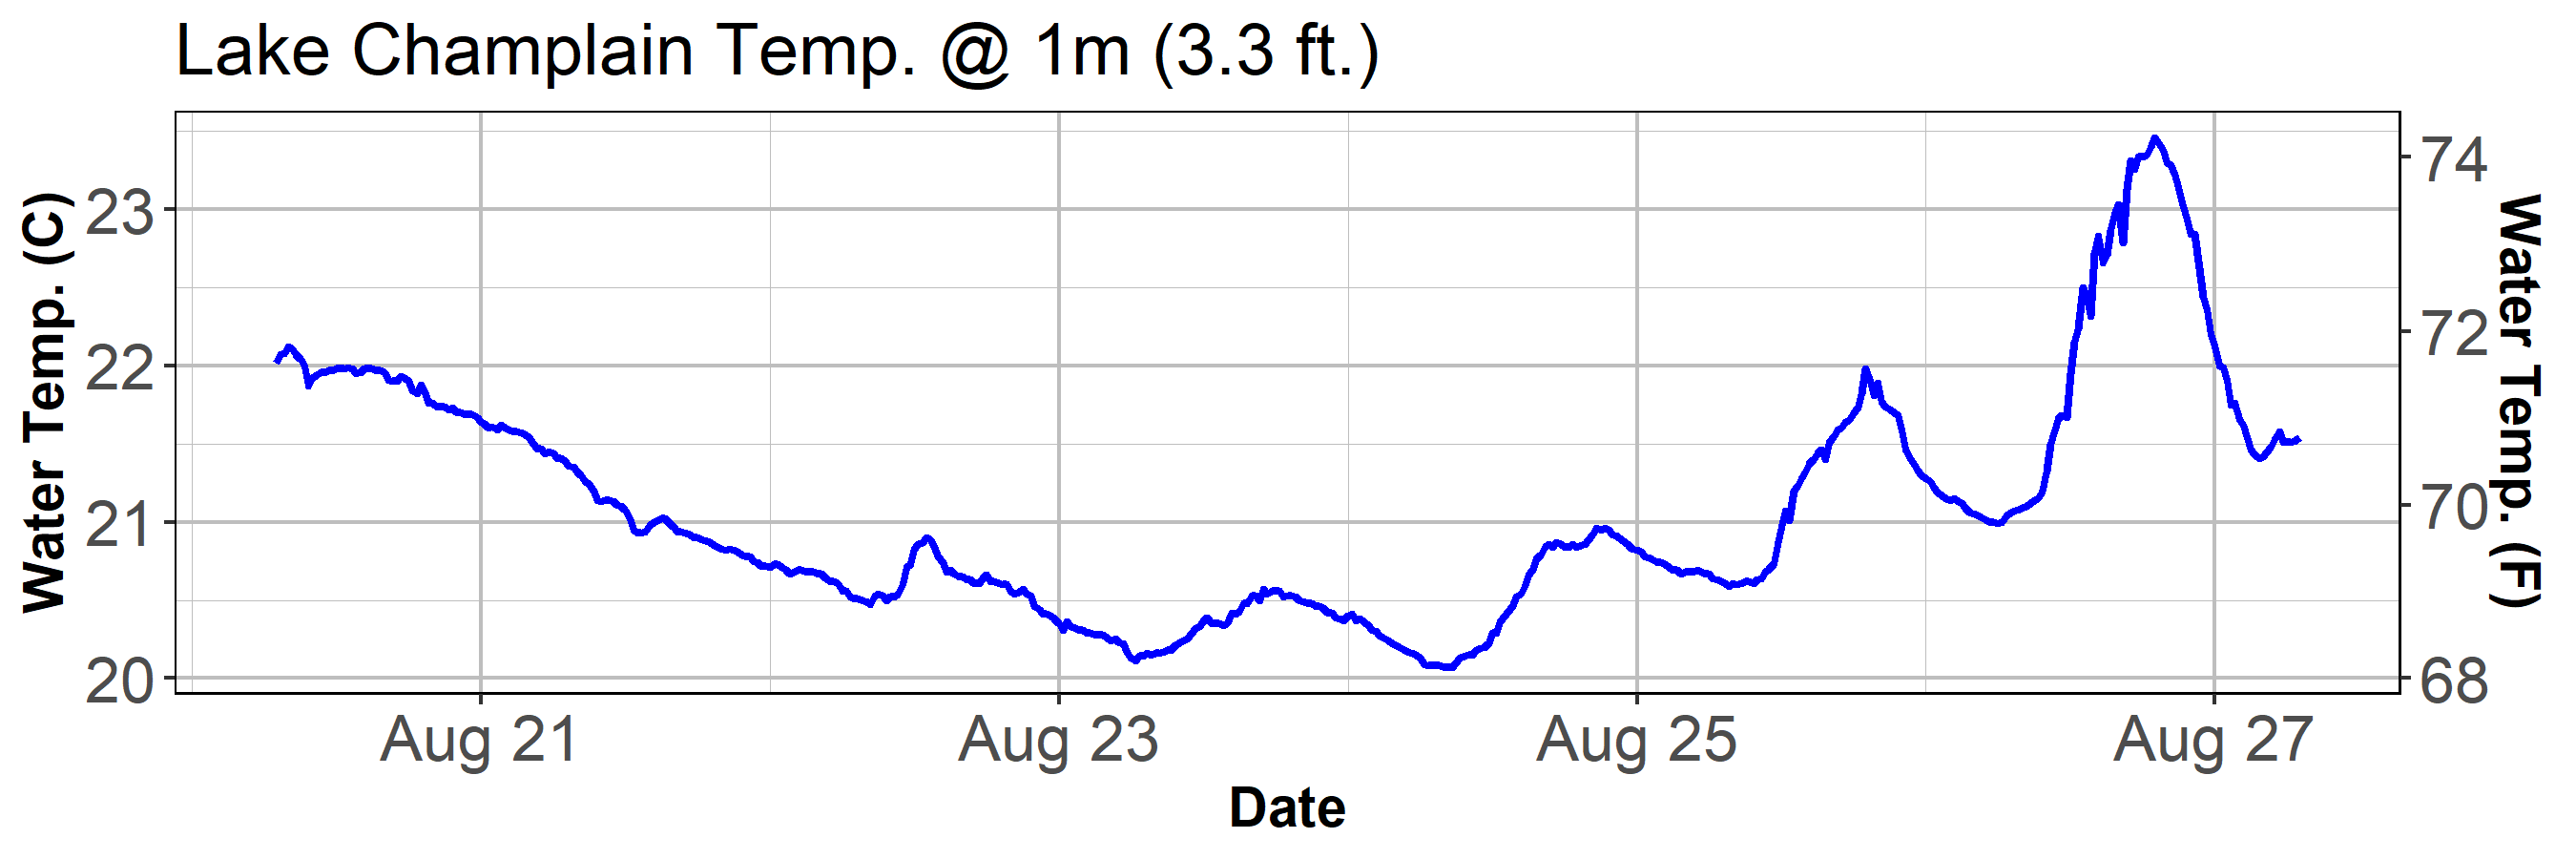 Lake Champlain Temp. @ 1m (3.3 ft.)
Water Temp. (C)
23
22
21
20
74
72
70
68
Water Temp. (F)
Aug 21
Aug 23
Aug 25
Aug 27
Date